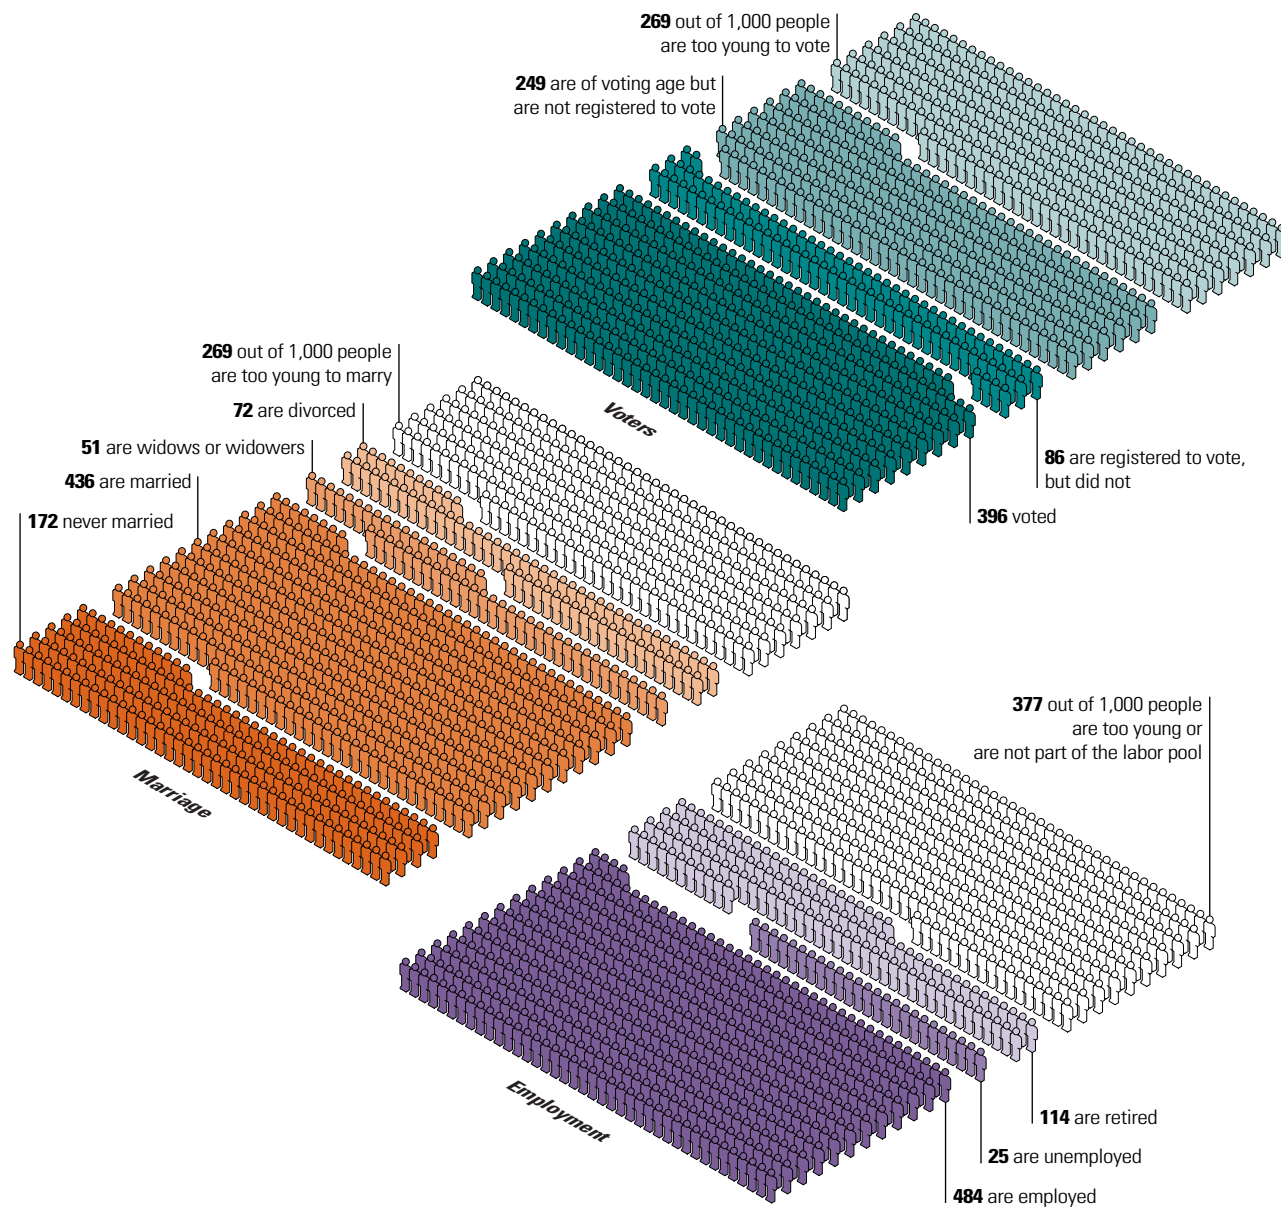 269 out of 1,000 people
are too young to vote
249 are of voting age but
are not registered to vote
Voters
86 are registered to vote,
but did not
396 voted
269 out of 1,000 people
are too young to marry
72 are divorced
51 are widows or widowers
436 are married
172 never married
Marriage
377 out of 1,000 people
are too young or
are not part of the labor pool
Employment
114 are retired
25 are unemployed
484 are employed